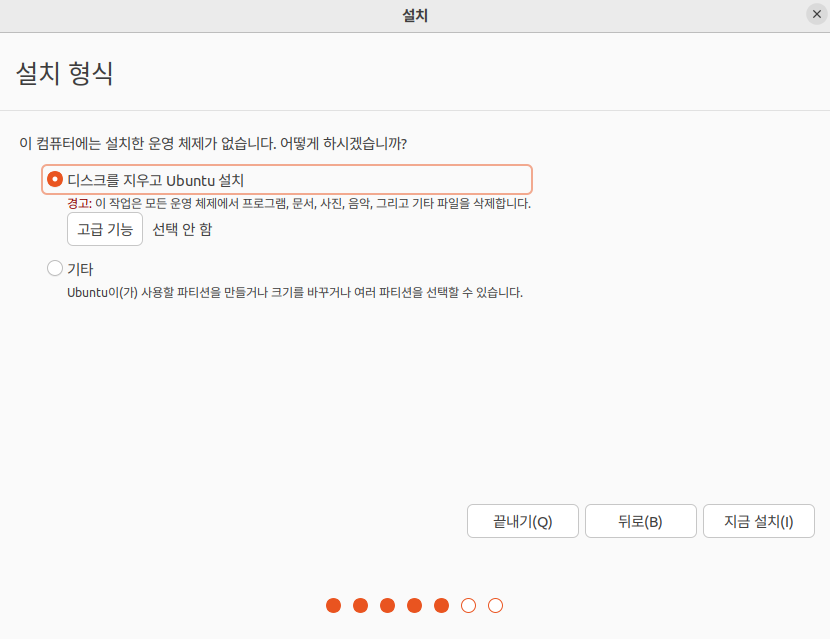 설치
설치 형식
이 컴퓨터에는 설치한 운영 체제가 없습니다. 어떻게 하시겠습니까?
디스크를 지우고 Ubuntu 설치
경고: 이 작업은 모든 운영 체제에서 프로그램, 문서, 사진, 음악, 그리고 기타 파일을 삭제합니다.
고급 기능 선택 안 함
기타
Ubuntu이(가) 사용할 파티션을 만들거나 크기를 바꾸거나 여러 파티션을 선택할 수 있습니다.
끝내기(Q) 뒤로(B) 지금 설치(I)